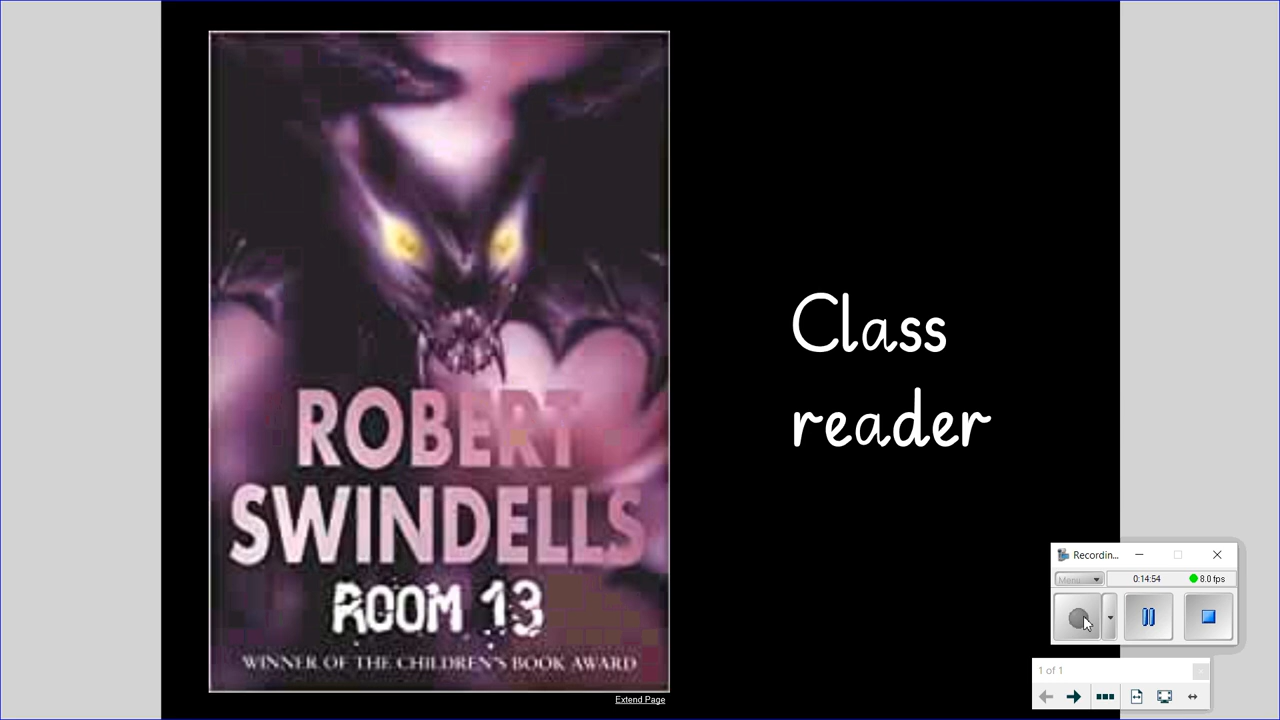 ROBERT
SWINDELLS
ROOM 13
WINNER OF THE CHILDREN'S BOOK AWARD
Extend Page
Class
reader
Recordin...
Menu
0:14:54
8.0 fps
1 of 1